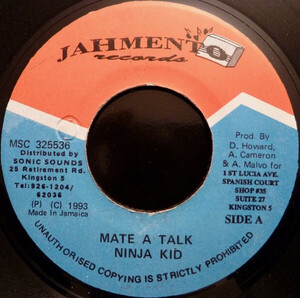 JAHMENTO
records
MSC 325536
Distributed by
SONIC SOUNDS
25 Retirement Rd.
Kingston 5
Tel:926-1204/
62036
(P) (C) 1993
Made In Jamaica
Prod By
D. Howard,
A. Cameron
& A. Malvo for
1 ST LUCIA AVE.
SPANISH COURT
SHOP #35
SUITE 27
KINGSTON 5
SIDE A
MATE A TALK
NINJA KID
UNAUTHORISED COPYING IS STRICTLY PROHIBITED